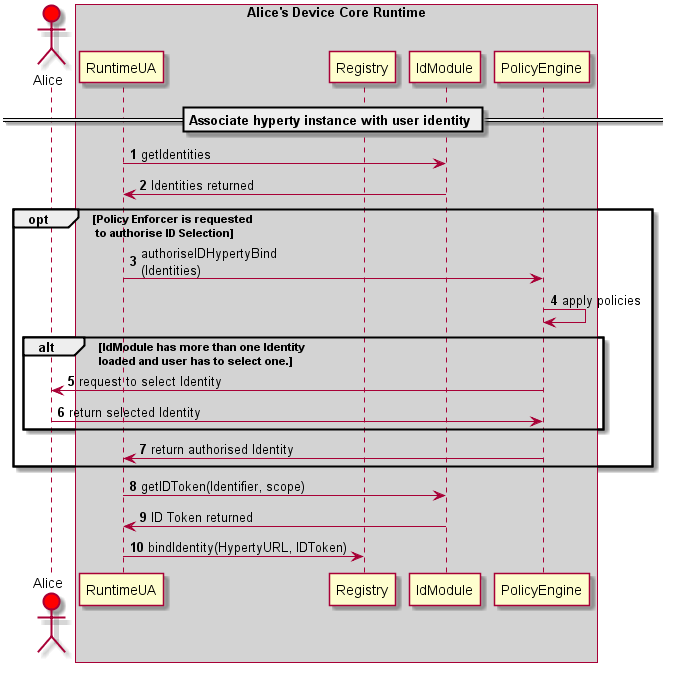 Alice's Device Core Runtime
Alice
RuntimeUA
Registry
IdModule
PolicyEngine
Associate hyperty instance with user identity
1 getIdentities
2 Identities returned
opt
[Policy Enforcer is requested
to authorise ID Selection]
3 authoriseIDHypertyBind
(Identities)
4 apply policies
alt
[IdModule has more than one Identity
loaded and user has to select one.]
5 request to select Identity
6 return selected Identity
7 return authorised Identity
8 getIDToken(Identifier, scope)
9 ID Token returned
10 bindIdentity(HypertyURL, IDToken)
Alice
RuntimeUA
Registry
IdModule
PolicyEngine